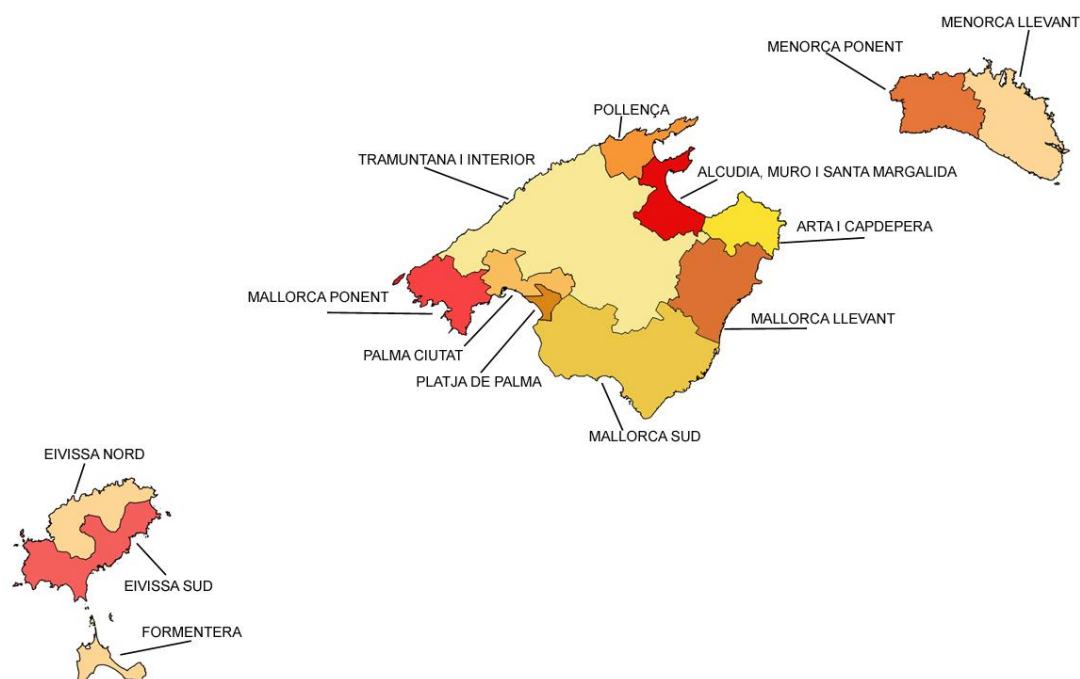 MENORCA LLEVANT
MENORCA PONENT
POLLENÇA
TRAMUNTANA I INTERIOR
ALCUDIA, MURO I SANTA MARGALIDA
ARTA I CAPDEPERA
MALLORCA PONENT
MALLORCA LLEVANT
PALMA CIUTAT
PLATJA DE PALMA
MALLORCA SUD
EIVISSA NORD
EIVISSA SUD
FORMENTERA